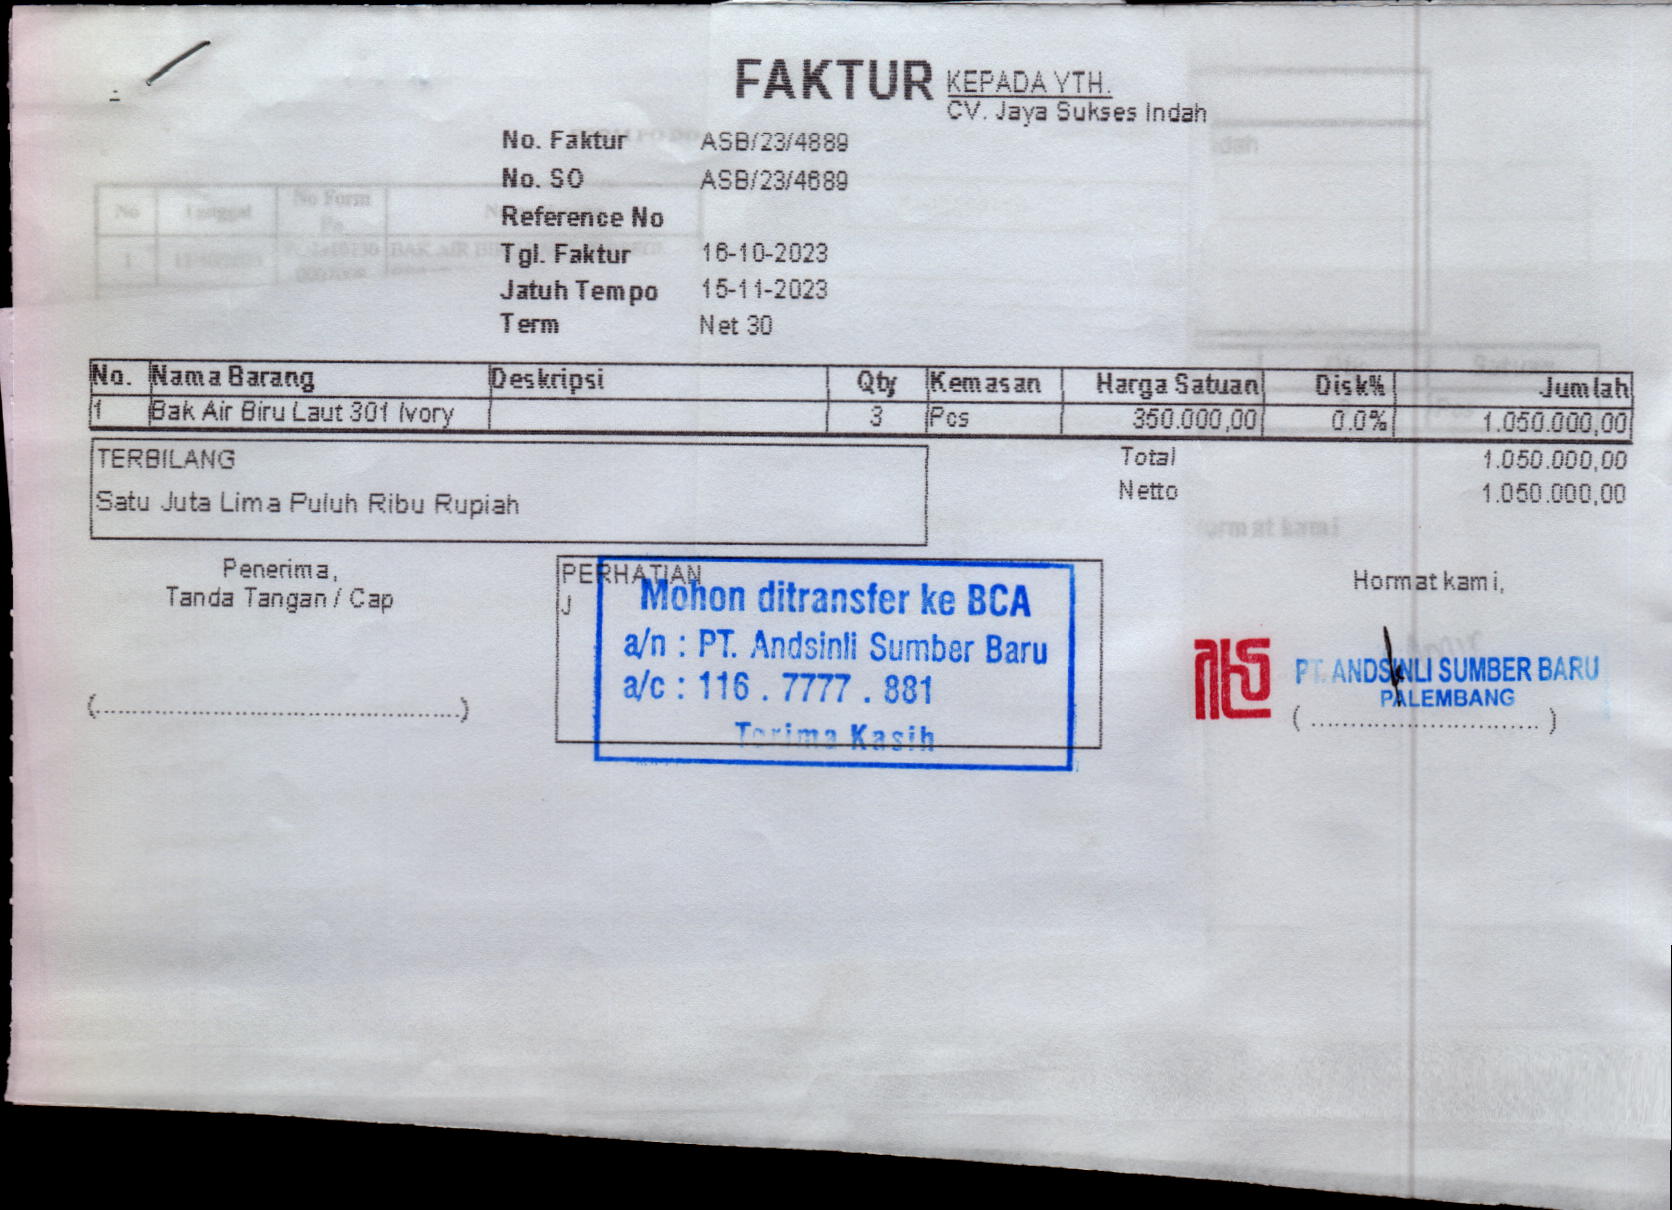 FAKTUR
KEPADA YTH.
CV. Jaya Sukses Indah
No. Faktur ASB/23/4889
No. SO ASB/23/4689
Reference No
Tgl. Faktur 16-10-2023
Jatuh Tempo 15-11-2023
Term Net 30
No. Nama Barang Deskripsi Qty Kemasan Harga Satuan Disk% Jumlah
1 Bak Air Biru Laut 301 Ivory 3 Pcs 350.000,00 0.0% 1.050.000,00
TERBILANG
Satu Juta Lima Puluh Ribu Rupiah
Total 1.050.000,00
Netto 1.050.000,00
Penerima,
Tanda Tangan / Cap
(............................................)
PERHATIAN
J
Mohon ditransfer ke BCA
a/n : PT. Andsinli Sumber Baru
a/c : 116 . 7777 . 881
Terima Kasih
Hormat kami,
PT. ANDSINLI SUMBER BARU
PALEMBANG
( ............................ )